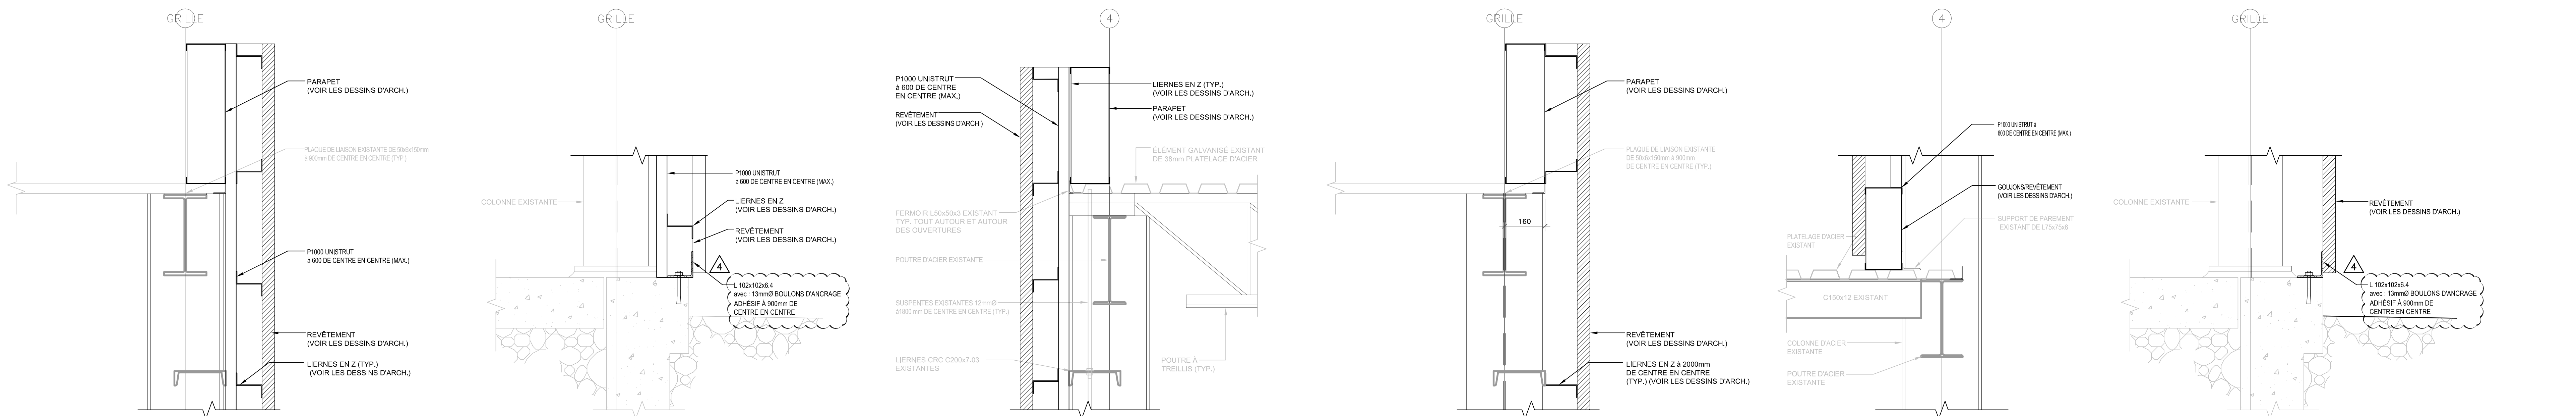 GRILLE
PARAPET
(VOIR LES DESSINS D'ARCH.)
PLAQUE DE LIAISON EXISTANTE DE 50x6x150mm
à 900mm DE CENTRE EN CENTRE (TYP.)
P1000 UNISTRUT
à 600 DE CENTRE EN CENTRE (MAX.)
REVÊTEMENT
(VOIR LES DESSINS D'ARCH.)
LIERNES EN Z (TYP.)
(VOIR LES DESSINS D'ARCH.)
GRILLE
COLONNE EXISTANTE
P1000 UNISTRUT
à 600 DE CENTRE EN CENTRE (MAX.)
LIERNES EN Z
(VOIR LES DESSINS D'ARCH.)
REVÊTEMENT
(VOIR LES DESSINS D'ARCH.)
4
L 102x102x6.4
avec : 13mmØ BOULONS D'ANCRAGE
ADHÉSIF À 900mm DE
CENTRE EN CENTRE
4
P1000 UNISTRUT
à 600 DE CENTRE
EN CENTRE (MAX.)
REVÊTEMENT
(VOIR LES DESSINS D'ARCH.)
LIERNES EN Z (TYP.)
(VOIR LES DESSINS D'ARCH.)
PARAPET
(VOIR LES DESSINS D'ARCH.)
ÉLÉMENT GALVANISÉ EXISTANT
DE 38mm PLATELAGE D'ACIER
FERMOIR L50x50x3 EXISTANT
TYP. TOUT AUTOUR ET AUTOUR
DES OUVERTURES
POUTRE D'ACIER EXISTANTE
SUSPENTES EXISTANTES 12mmØ
à1800 mm DE CENTRE EN CENTRE (TYP.)
LIERNES CRC C200x7.03
EXISTANTES
POUTRE À
TREILLIS (TYP.)
GRILLE
PARAPET
(VOIR LES DESSINS D'ARCH.)
PLAQUE DE LIAISON EXISTANTE
DE 50x6x150mm à 900mm
DE CENTRE EN CENTRE (TYP.)
160
REVÊTEMENT
(VOIR LES DESSINS D'ARCH.)
LIERNES EN Z à 2000mm
DE CENTRE EN CENTRE
(TYP.) (VOIR LES DESSINS D'ARCH.)
4
P1000 UNISTRUT à
600 DE CENTRE EN CENTRE (MAX.)
GOUJONS/REVÊTEMENT
(VOIR LES DESSINS D'ARCH.)
SUPPORT DE PAREMENT
EXISTANT DE L75x75x6
PLATELAGE D'ACIER
EXISTANT
C150x12 EXISTANT
COLONNE D'ACIER
EXISTANTE
POUTRE D'ACIER
EXISTANTE
GRILLE
COLONNE EXISTANTE
REVÊTEMENT
(VOIR LES DESSINS D'ARCH.)
4
L 102x102x6.4
avec : 13mmØ BOULONS D'ANCRAGE
ADHÉSIF À 900mm DE
CENTRE EN CENTRE